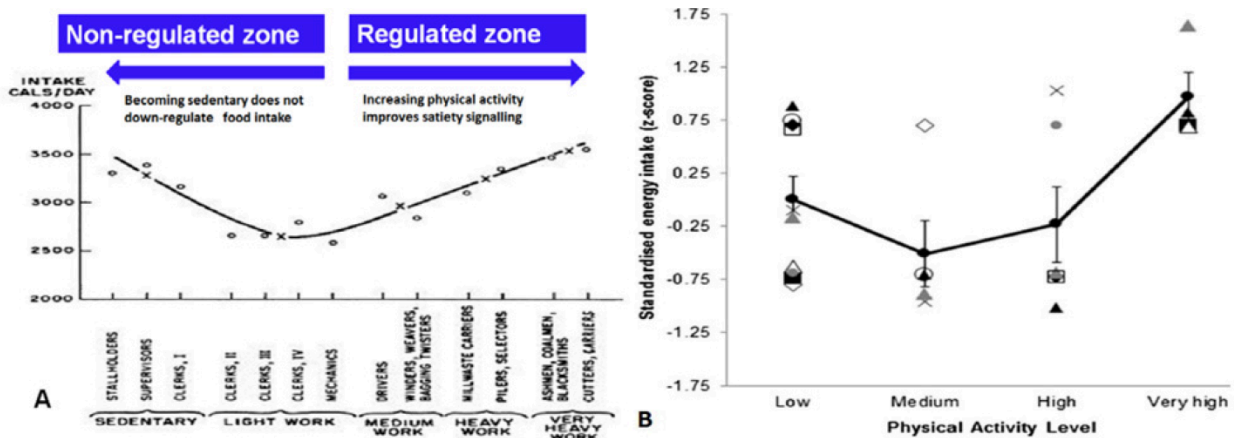 Non-regulated zone
Regulated zone
INTAKE
CALS/DAY
Becoming sedentary does not
down-regulate food intake
Increasing physical activity
improves satiety signalling
4000
3500
3000
2500
2000
STALLHOLDERS
SUPERVISORS
CLERKS, I
CLERKS, II
CLERKS, III
CLERKS, IV
MECHANICS
DRIVERS
WINDERS, WEAVERS,
BAGGING TWISTERS
MILLWASTE CARRIERS
PILERS, SELECTORS
ASHMEN, COALMEN,
BLACKSMITHS
CUTTERS, CARRIERS
A
SEDENTARY
LIGHT WORK
MEDIUM
WORK
HEAVY
WORK
VERY
HEAVY
WORK
Standardised energy intake (z-score)
1.75
1.25
0.75
0.25
-0.25
-0.75
-1.25
-1.75
Low
Medium
High
Very high
B
Physical Activity Level